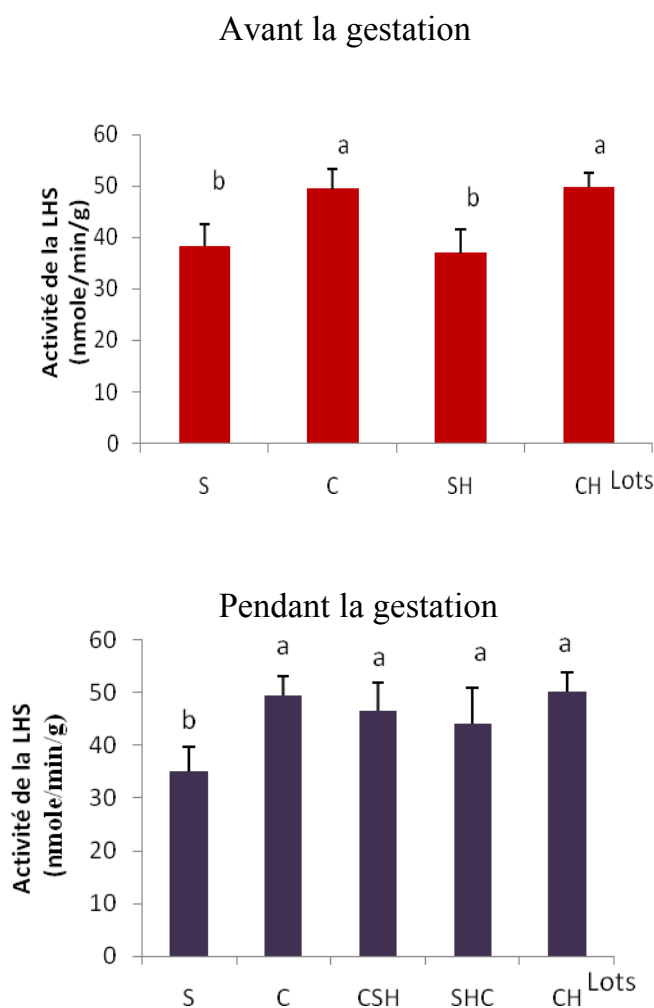 Avant la gestation
Activité de la LHS
(nmole/min/g)
60
50
40
30
20
10
0
b
a
b
a
S C SH CH Lots
Pendant la gestation
Activité de la LHS
(nmole/min/g)
60
50
40
30
20
10
0
b
a
a
a
a
S C CSH SHC CH Lots